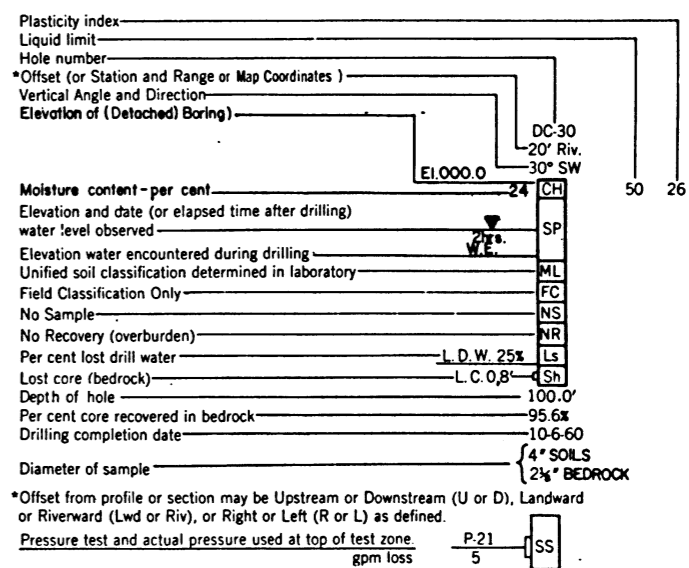 Plasticity index
Liquid limit
Hole number
*Offset (or Station and Range or Map Coordinates )
Vertical Angle and Direction
Elevation of (Detached) Boring)
DC-30
20' Riv.
30° SW
El.000.0
Moisture content-per cent 24 CH 50 26
Elevation and date (or elapsed time after drilling)
water level observed SP
2hrs.
W.E.
Elevation water encountered during drilling
Unified soil classification determined in laboratory ML
Field Classification Only FC
No Sample NS
No Recovery (overburden) NR
Per cent lost drill water L.D.W. 25% Ls
Lost core (bedrock) L.C.0,8' Sh
Depth of hole 100.0'
Per cent core recovered in bedrock 95.6%
Drilling completion date 10-6-60
Diameter of sample 4" SOILS
2⅛" BEDROCK
*Offset from profile or section may be Upstream or Downstream (U or D), Landward
or Riverward (Lwd or Riv), or Right or Left (R or L) as defined.
Pressure test and actual pressure used at top of test zone. P-21 SS
gpm loss 5